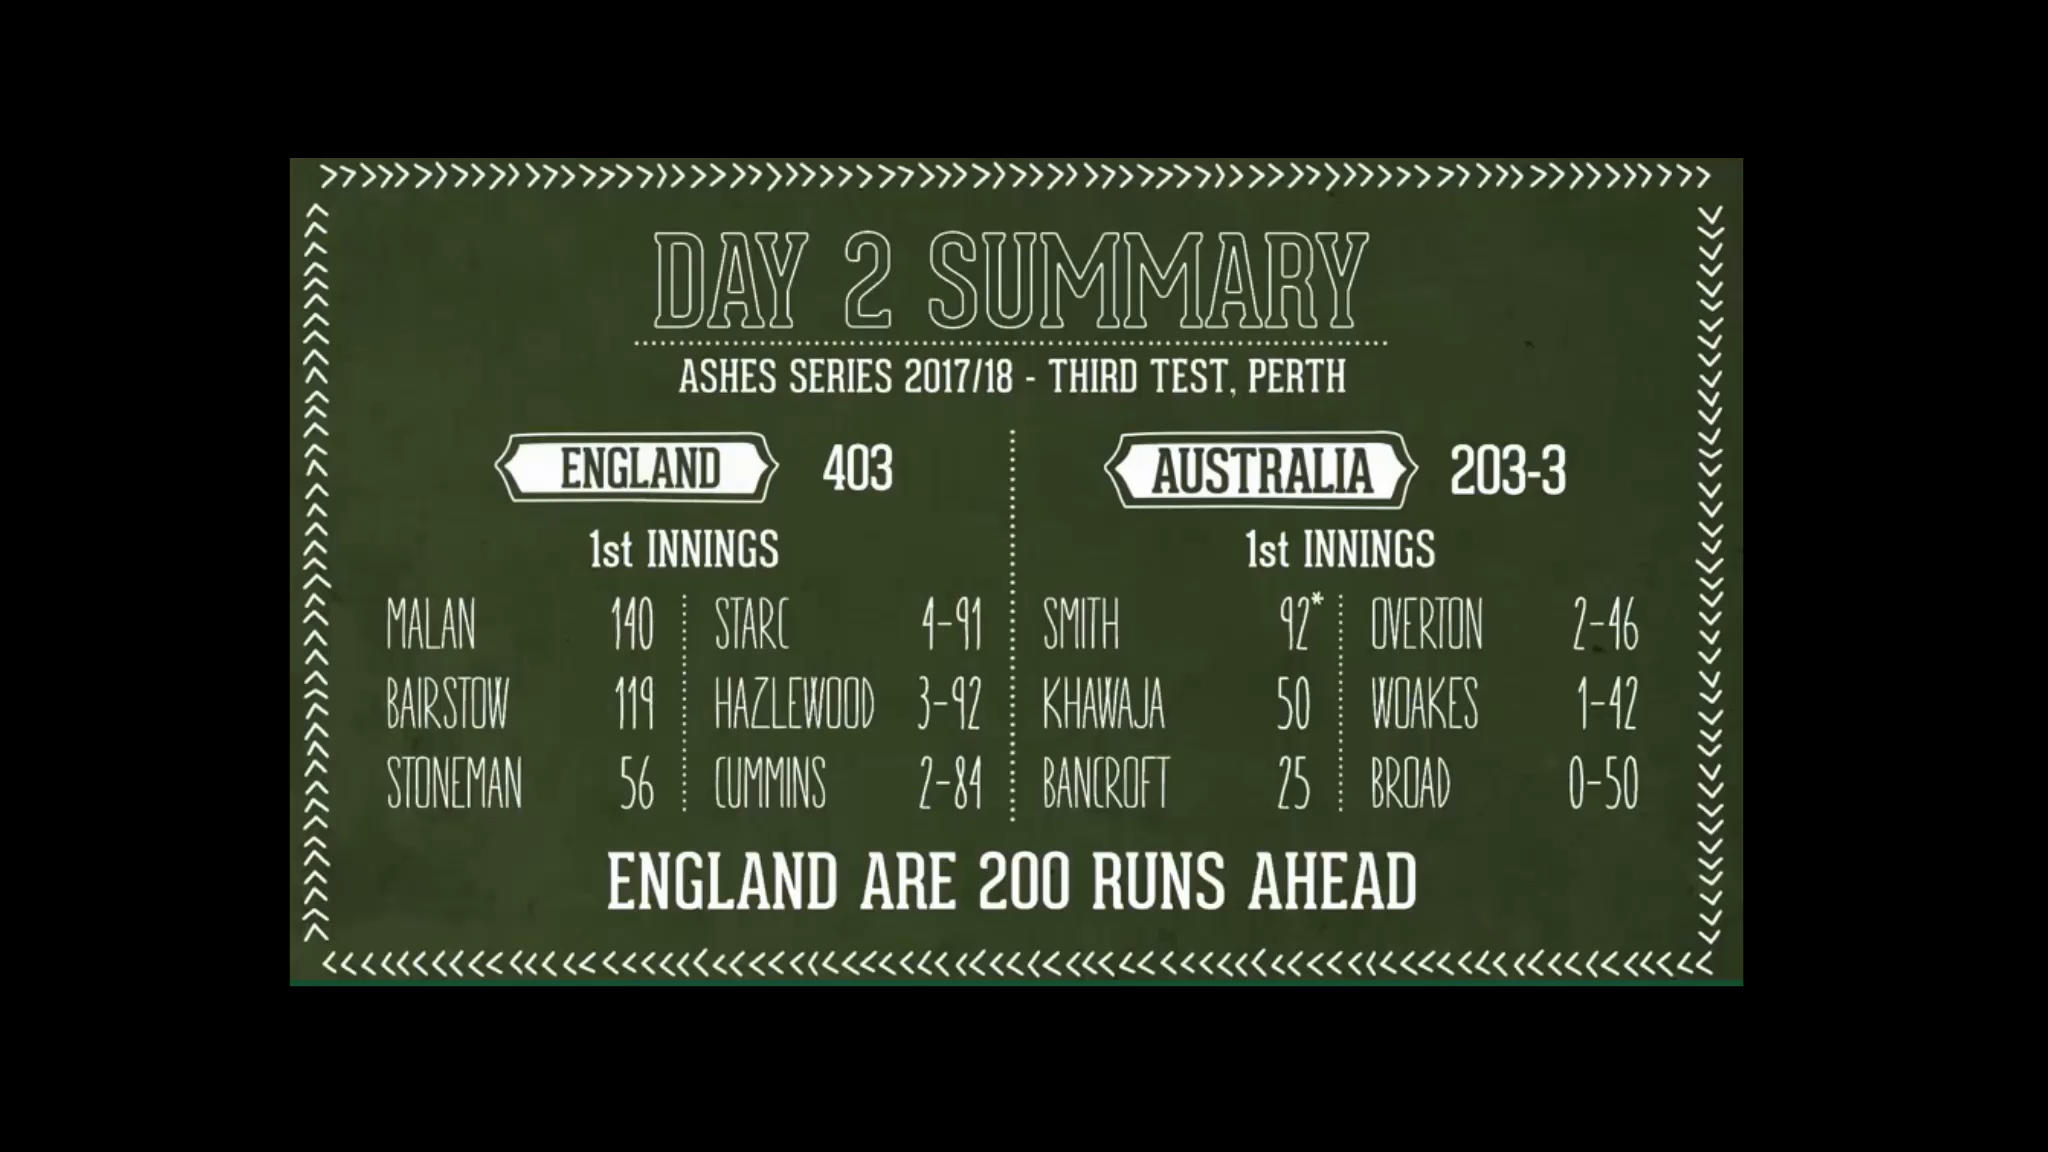 DAY 2 SUMMARY
ASHES SERIES 2017/18 - THIRD TEST, PERTH
ENGLAND 403
1st INNINGS
MALAN 140 STARC 4-91
BAIRSTOW 119 HAZLEWOOD 3-92
STONEMAN 56 CUMMINS 2-84
AUSTRALIA 203-3
1st INNINGS
SMITH 92* OVERTON 2-46
KHAWAJA 50 WOAKES 1-42
BANCROFT 25 BROAD 0-50
ENGLAND ARE 200 RUNS AHEAD